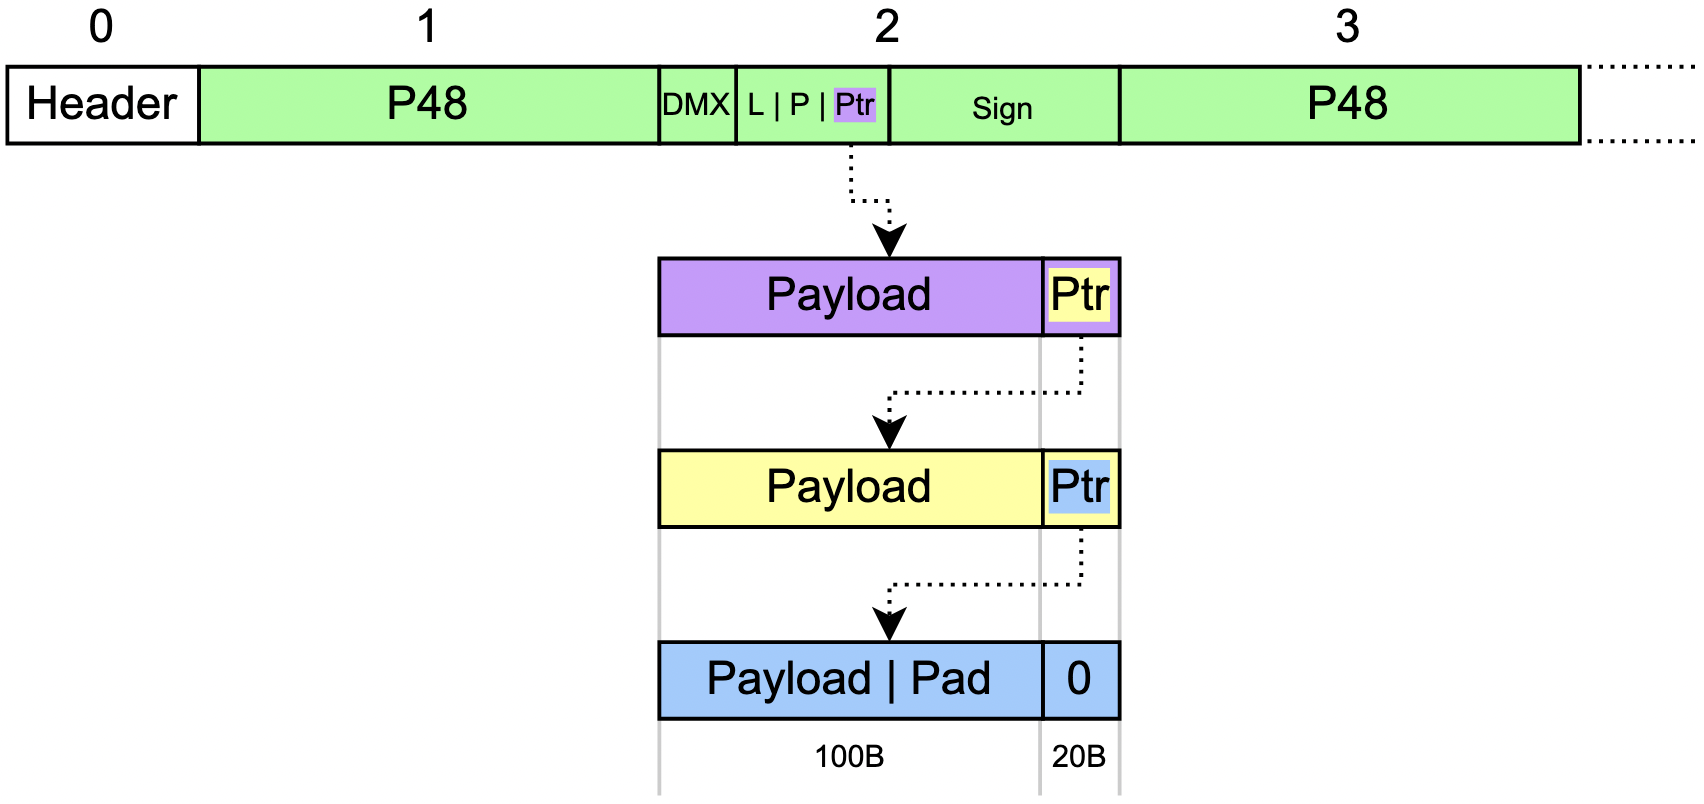 0 1 2 3
Header P48 DMX L | P | Ptr Sign P48
Payload Ptr
Payload Ptr
Payload | Pad 0
100B 20B